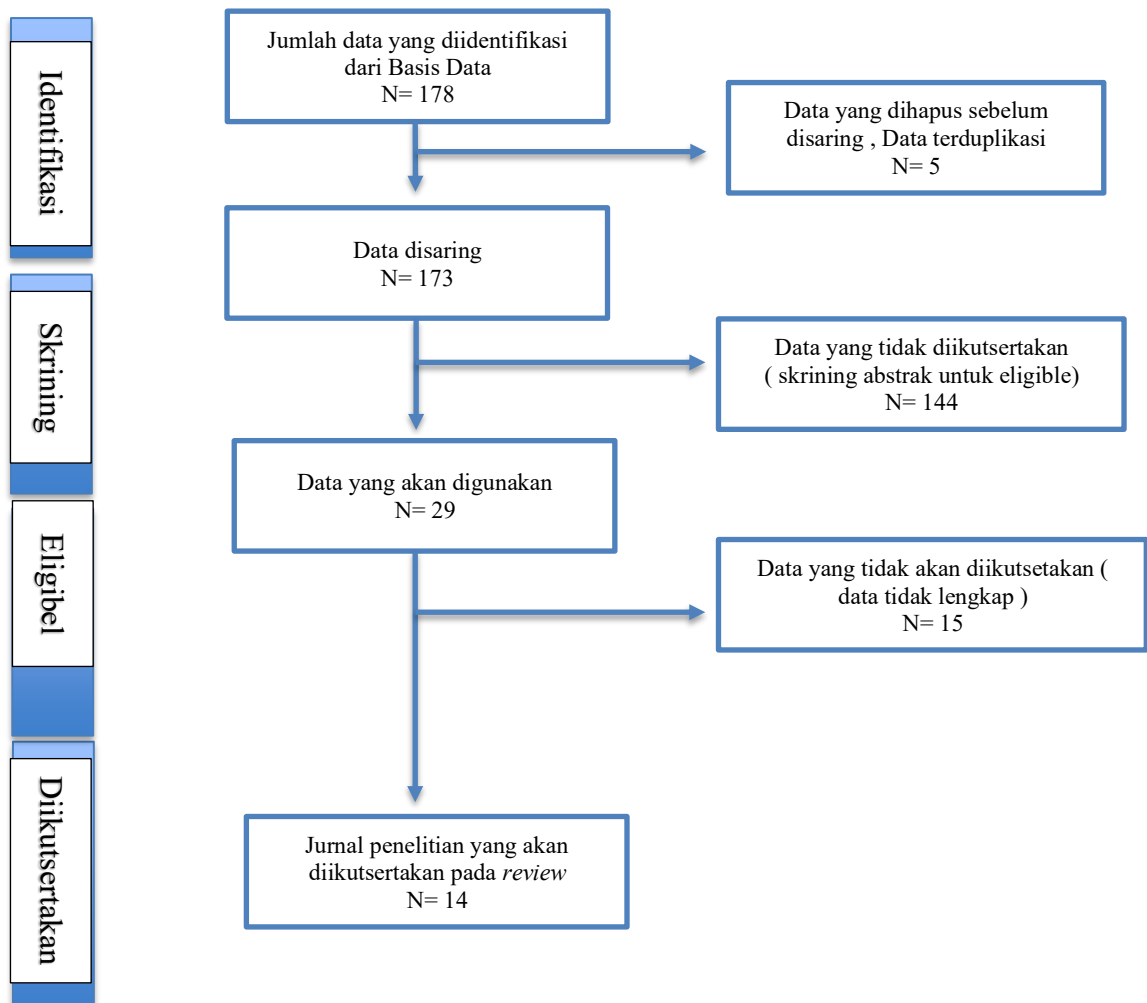 Identifikasi
Jumlah data yang diidentifikasi
dari Basis Data
N= 178
Data yang dihapus sebelum
disaring , Data terduplikasi
N= 5
Data disaring
N= 173
Skrining
Data yang tidak diikutsertakan
( skrining abstrak untuk eligible)
N= 144
Data yang akan digunakan
N= 29
Eligibel
Data yang tidak akan diikutsetakan (
data tidak lengkap )
N= 15
Diikutsertakan
Jurnal penelitian yang akan
diikutsertakan pada review
N= 14